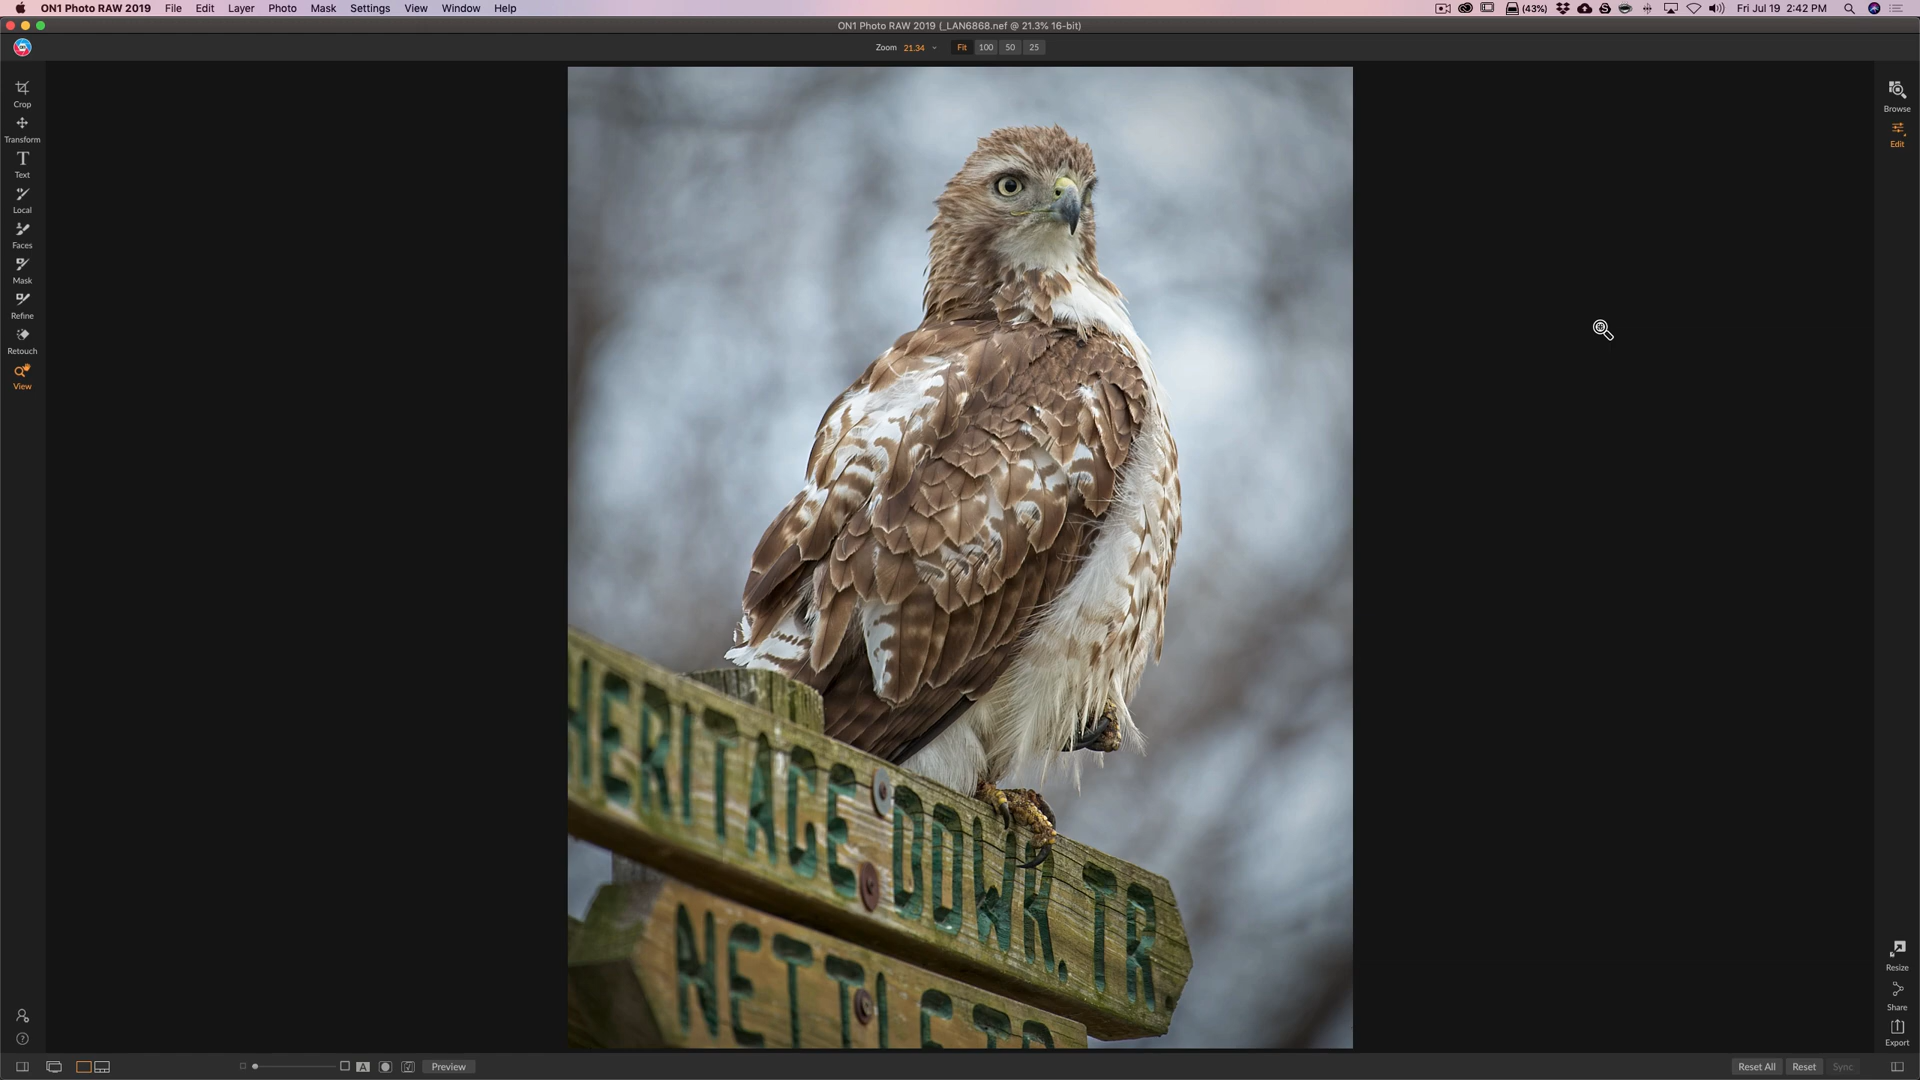 ON1 Photo RAW 2019 File Edit Layer Photo Mask Settings View Window Help (43%) Fri Jul 19 2:42 PM
ON1 Photo RAW 2019 (_LAN6868.nef @ 21.3% 16-bit)
Zoom 21.34 Fit 100 50 25
Crop
Transform
Text
Local
Faces
Mask
Refine
Retouch
View
Browse
Edit
HERITAGE DOWK. TR.
Resize
Share
Export
A Preview Reset All Reset Sync